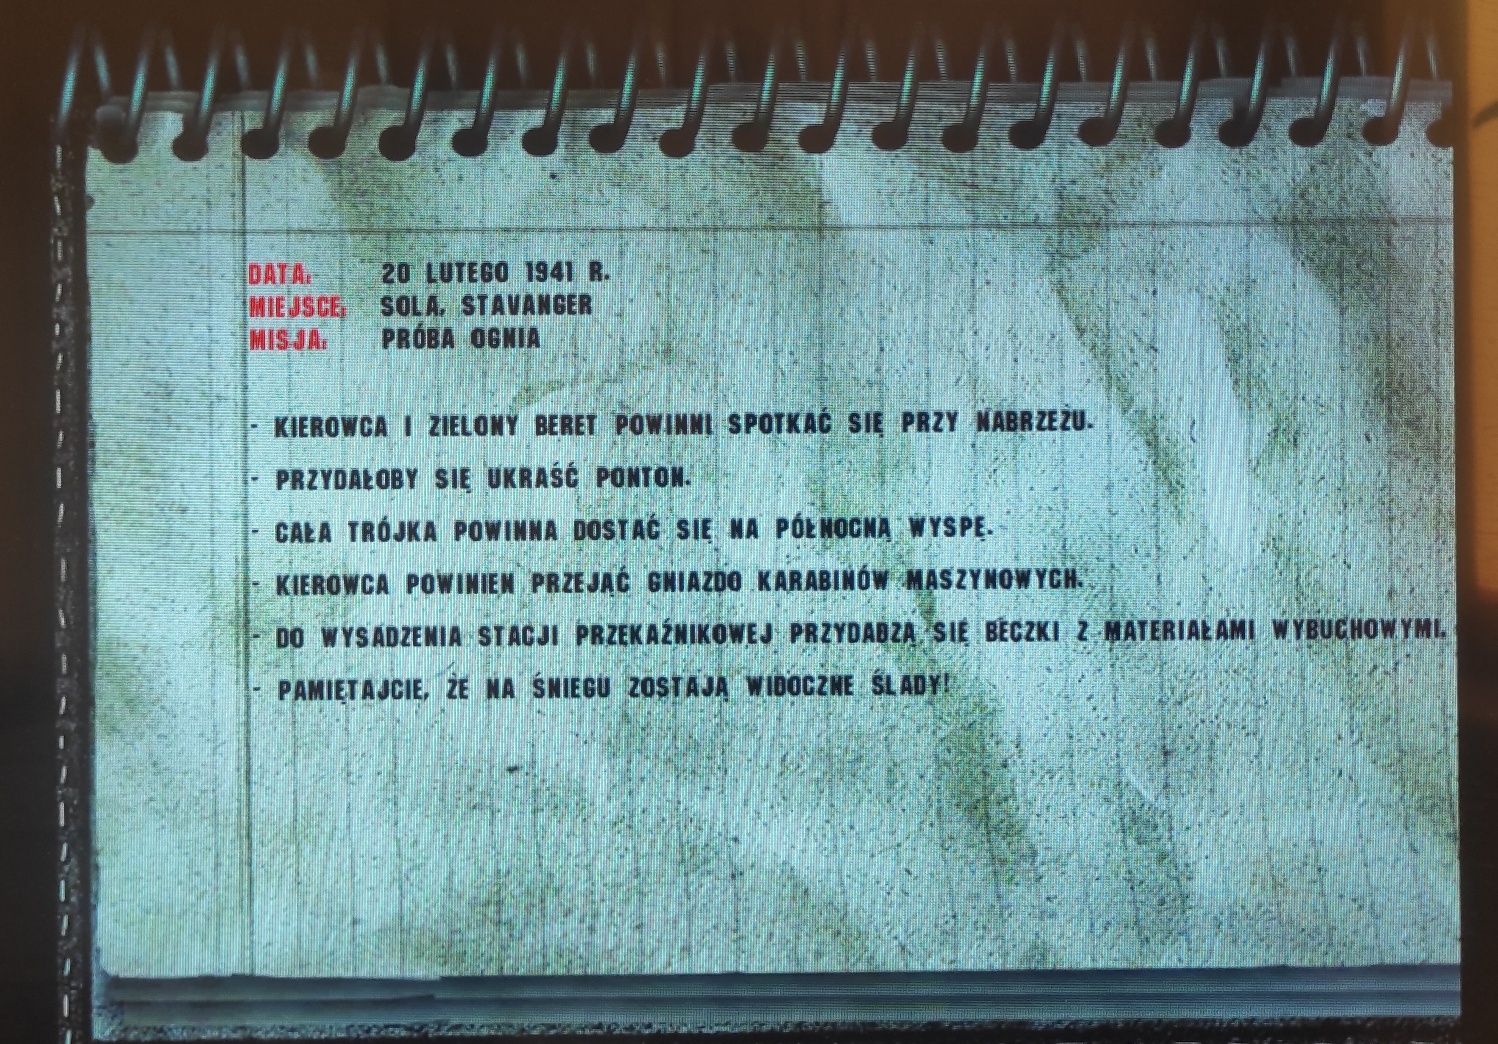 DATA: 20 LUTEGO 1941 R.
MIEJSCE: SOLA, STAVANGER
MISJA: PRÓBA OGNIA
- KIEROWCA I ZIELONY BERET POWINNI SPOTKAĆ SIĘ PRZY NABRZEŻU.
- PRZYDAŁOBY SIĘ UKRAŚĆ PONTON.
- CAŁA TRÓJKA POWINNA DOSTAĆ SIĘ NA PÓŁNOCNĄ WYSPĘ.
- KIEROWCA POWINIEN PRZEJĄĆ GNIAZDO KARABINÓW MASZYNOWYCH.
- DO WYSADZENIA STACJI PRZEKAŹNIKOWEJ PRZYDADZĄ SIĘ BECZKI Z MATERIAŁAMI WYBUCHOWYMI.
- PAMIĘTAJCIE, ŻE NA ŚNIEGU ZOSTAJĄ WIDOCZNE ŚLADY!